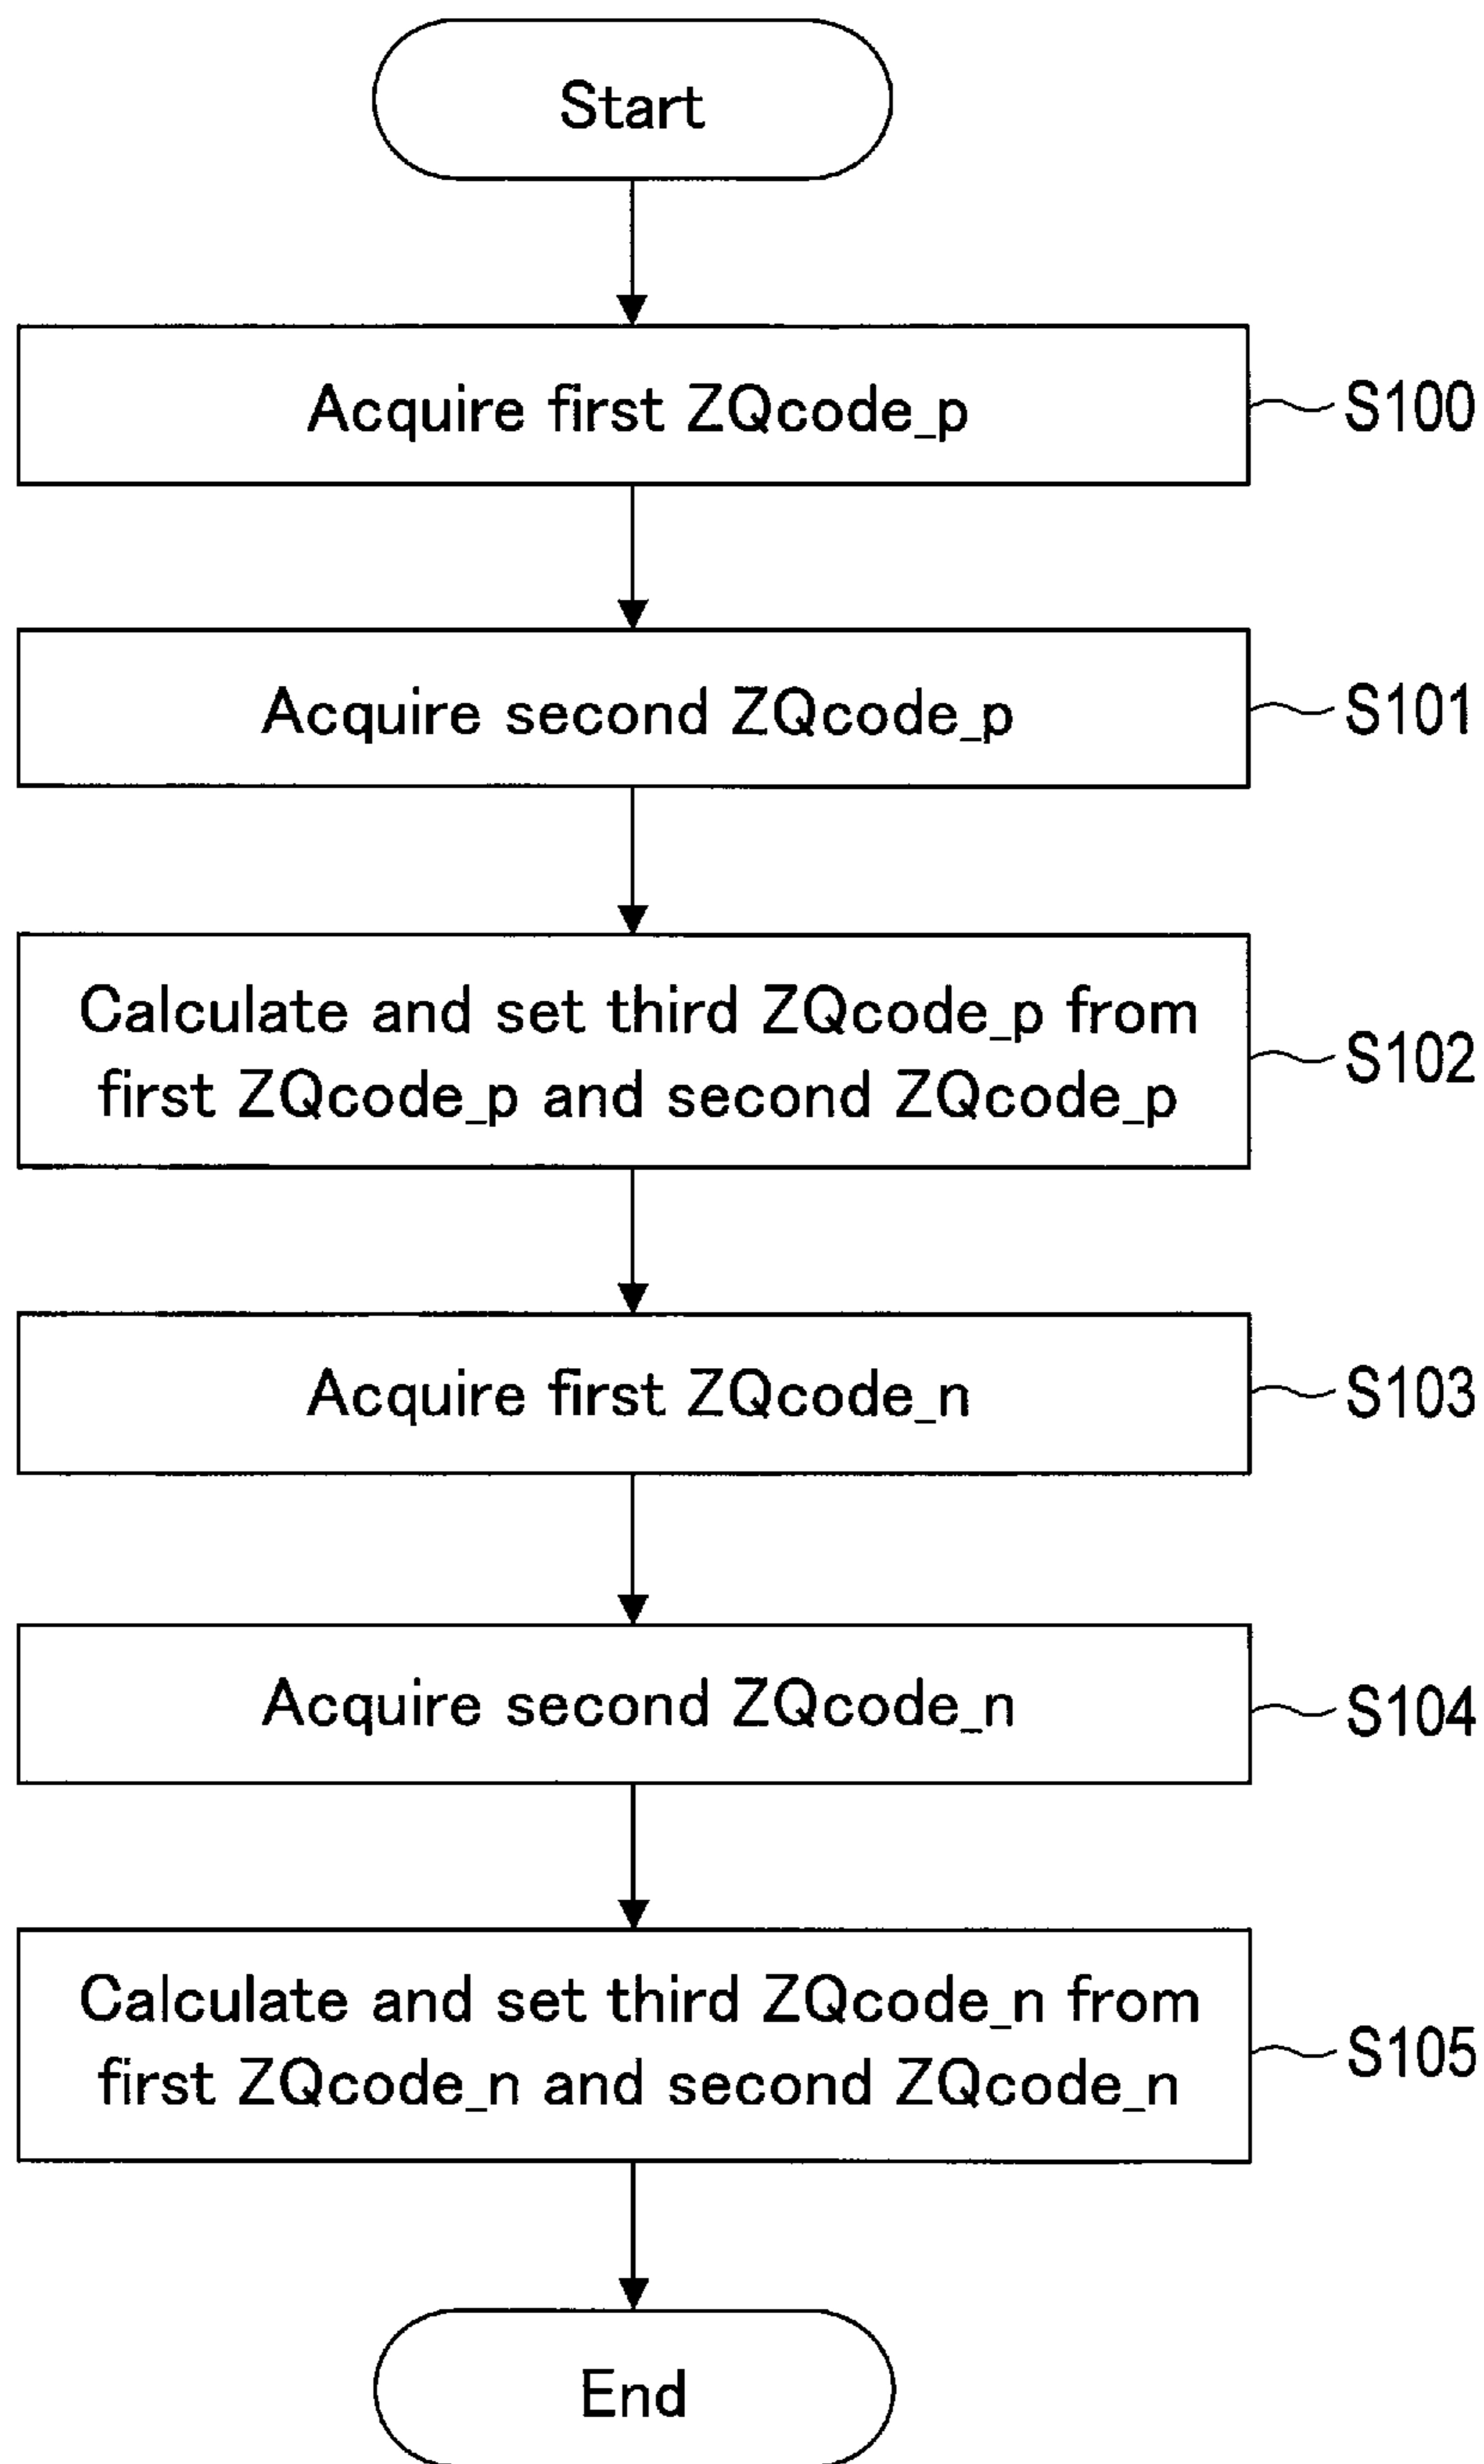 Start
Acquire first ZQcode_p
S100
Acquire second ZQcode_p
S101
Calculate and set third ZQcode_p from
first ZQcode_p and second ZQcode_p
S102
Acquire first ZQcode_n
S103
Acquire second ZQcode_n
S104
Calculate and set third ZQcode_n from
first ZQcode_n and second ZQcode_n
S105
End